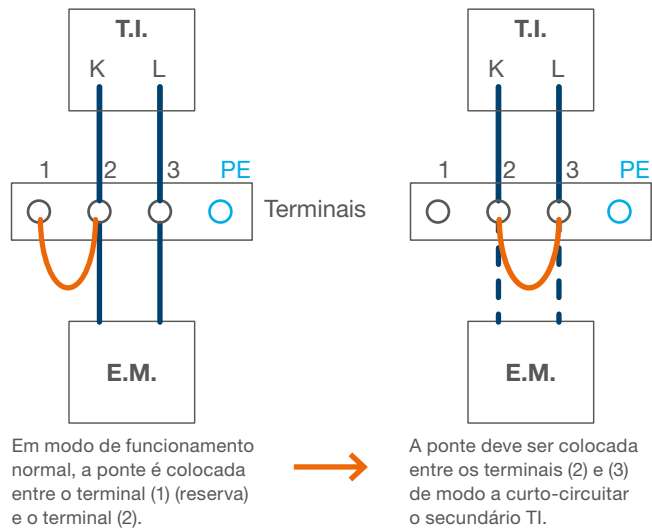 T.I.
K L
1 2 3 PE
Terminais
E.M.
Em modo de funcionamento
normal, a ponte é colocada
entre o terminal (1) (reserva)
e o terminal (2).
T.I.
K L
1 2 3 PE
E.M.
A ponte deve ser colocada
entre os terminais (2) e (3)
de modo a curto-circuitar
o secundário TI.